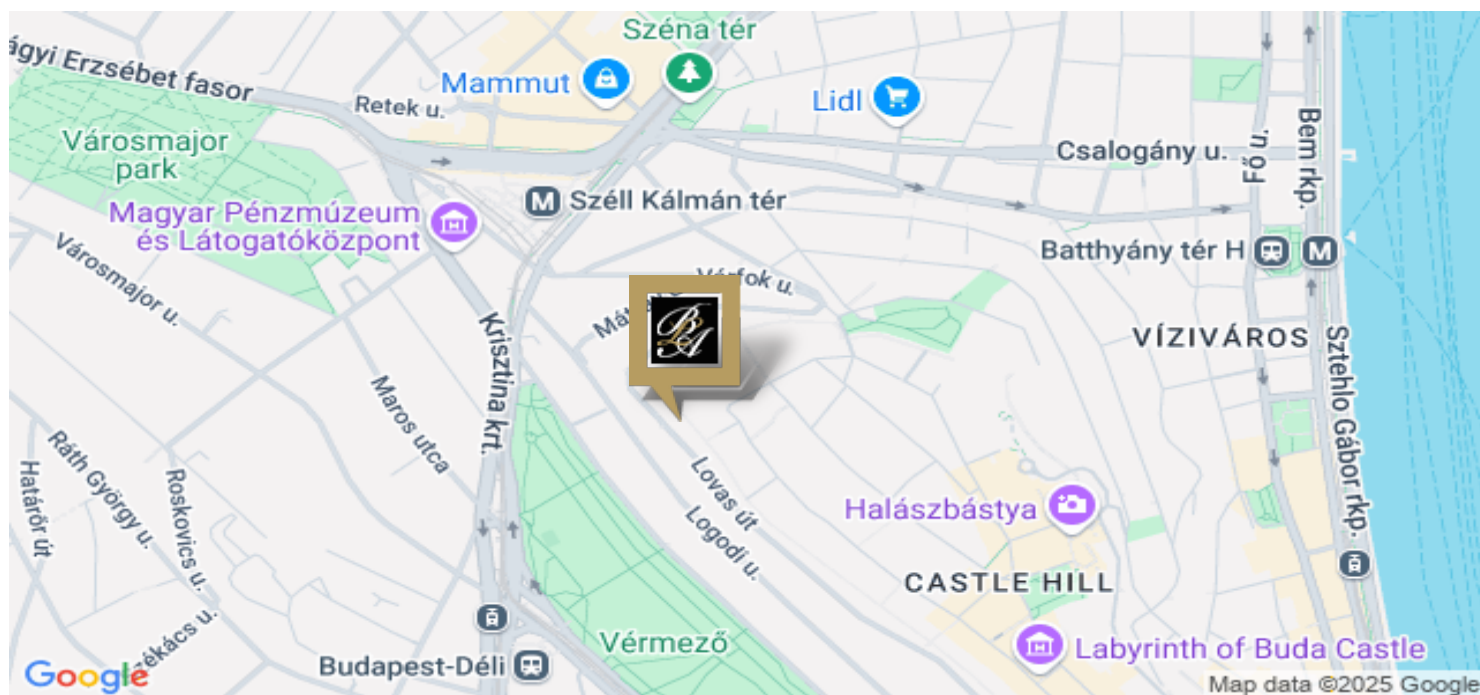 Széna tér
ágyi Erzsébet fasor
Mammut
Retek u.
Lidl
Városmajor
park
Csalogány u.
Fő u.
Bem rkp.
M
Széll Kálmán tér
Magyar Pénzmúzeum
és Látogatóközpont
Városmajor u.
Batthyány tér H
M
Várfok u.
BLA
VÍZIVÁROS
Krisztina krt.
Sztehlo Gábor rkp.
Maros utca
Ráth György u.
Határőr út
Roskovics u.
Lovas út
Logodi u.
Halászbástya
CASTLE HILL
Vérmező
Labyrinth of Buda Castle
Budapest-Déli
Google
Map data ©2025 Google